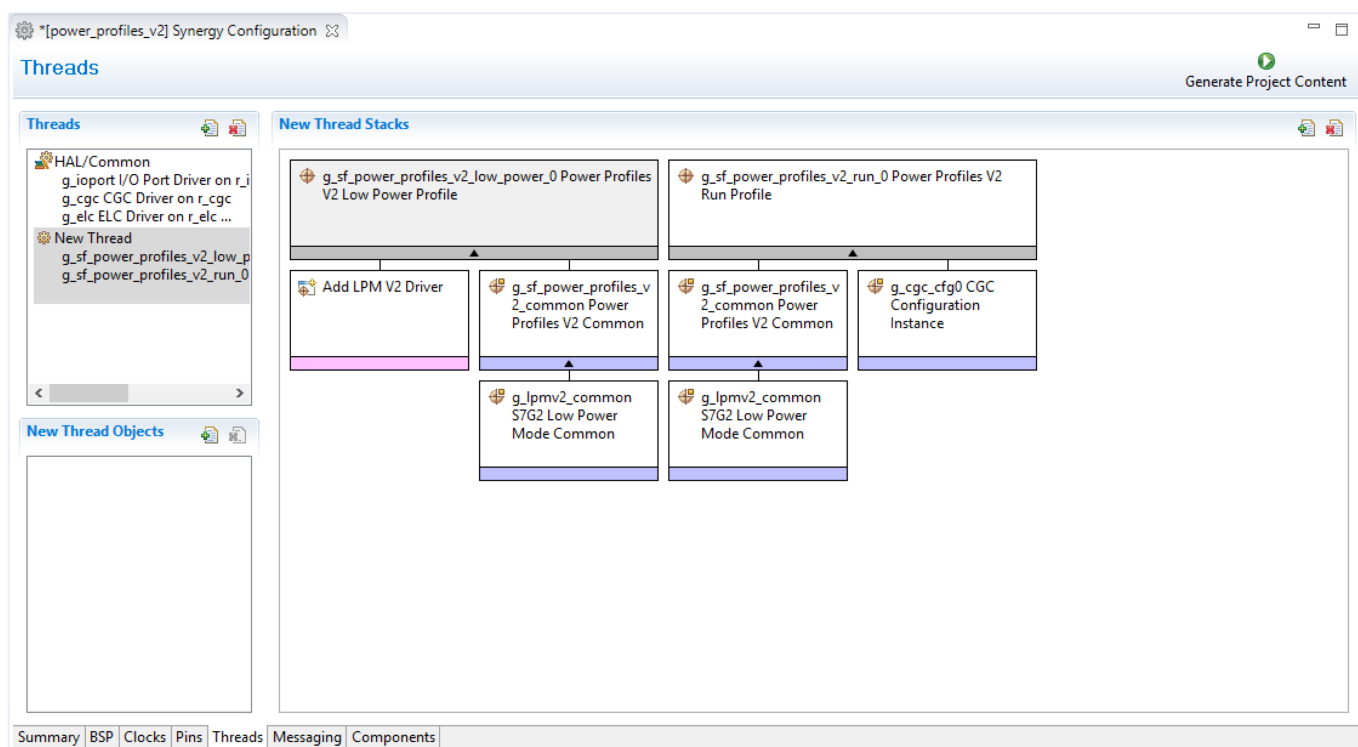 *[power_profiles_v2] Synergy Configuration
Threads
Generate Project Content
Threads
HAL/Common
g_ioport I/O Port Driver on r_i
g_cgc CGC Driver on r_cgc
g_elc ELC Driver on r_elc ...
New Thread
g_sf_power_profiles_v2_low_p
g_sf_power_profiles_v2_run_0
New Thread Objects
New Thread Stacks
g_sf_power_profiles_v2_low_power_0 Power Profiles
V2 Low Power Profile
g_sf_power_profiles_v2_run_0 Power Profiles V2
Run Profile
Add LPM V2 Driver
g_sf_power_profiles_v
2_common Power
Profiles V2 Common
g_sf_power_profiles_v
2_common Power
Profiles V2 Common
g_cgc_cfg0 CGC
Configuration
Instance
g_lpmv2_common
S7G2 Low Power
Mode Common
g_lpmv2_common
S7G2 Low Power
Mode Common
Summary BSP Clocks Pins Threads Messaging Components